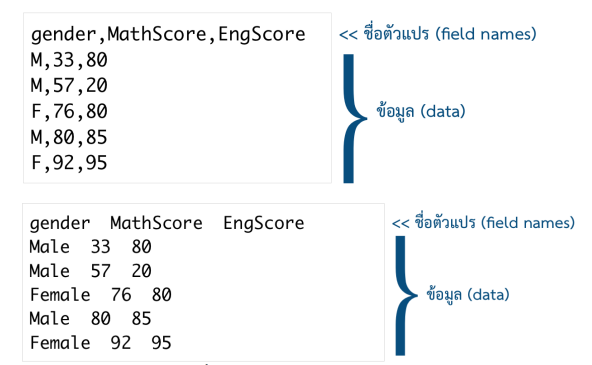 gender,MathScore,EngScore << ชื่อตัวแปร (field names)
M,33,80
M,57,20
F,76,80 ข้อมูล (data)
M,80,85
F,92,95
gender MathScore EngScore << ชื่อตัวแปร (field names)
Male 33 80
Male 57 20
Female 76 80 ข้อมูล (data)
Male 80 85
Female 92 95